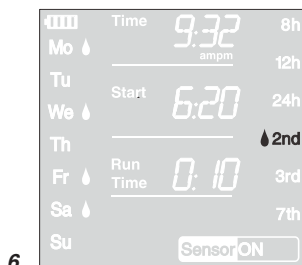 Time 9:32 8h
Mo ampm
12h
Tu
Start 6:20 24h
We
Th 2nd
Run
Fr Time 0:10 3rd
Sa 7th
Su Sensor ON
6